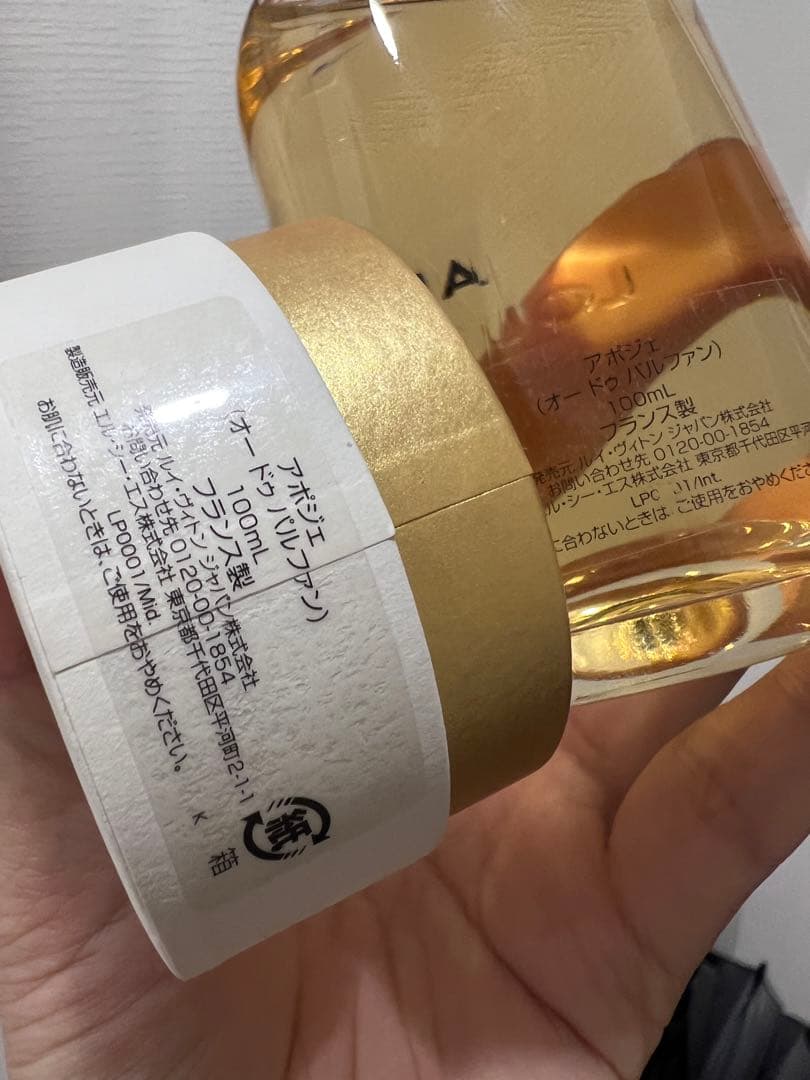 アポジェ
(オー ドゥ パルファン)
100mL
フランス製
発売元 ルイ・ヴィトン ジャパン株式会社
お問い合わせ先 0120-00-1854
製造販売元 エル・シー・エス株式会社 東京都千代田区平河町2-1-1
LP0001/Mid.
お肌に合わないときは、ご使用をおやめください。
K
紙
箱
A
アポジェ
(オー ドゥ パルファン)
100mL
フランス製
発売元 ルイ・ヴィトン ジャパン株式会社
お問い合わせ先 0120-00-1854
ル・シー・エス株式会社 東京都千代田区平河
/Int.
に合わないときは、ご使用をおやめくださ